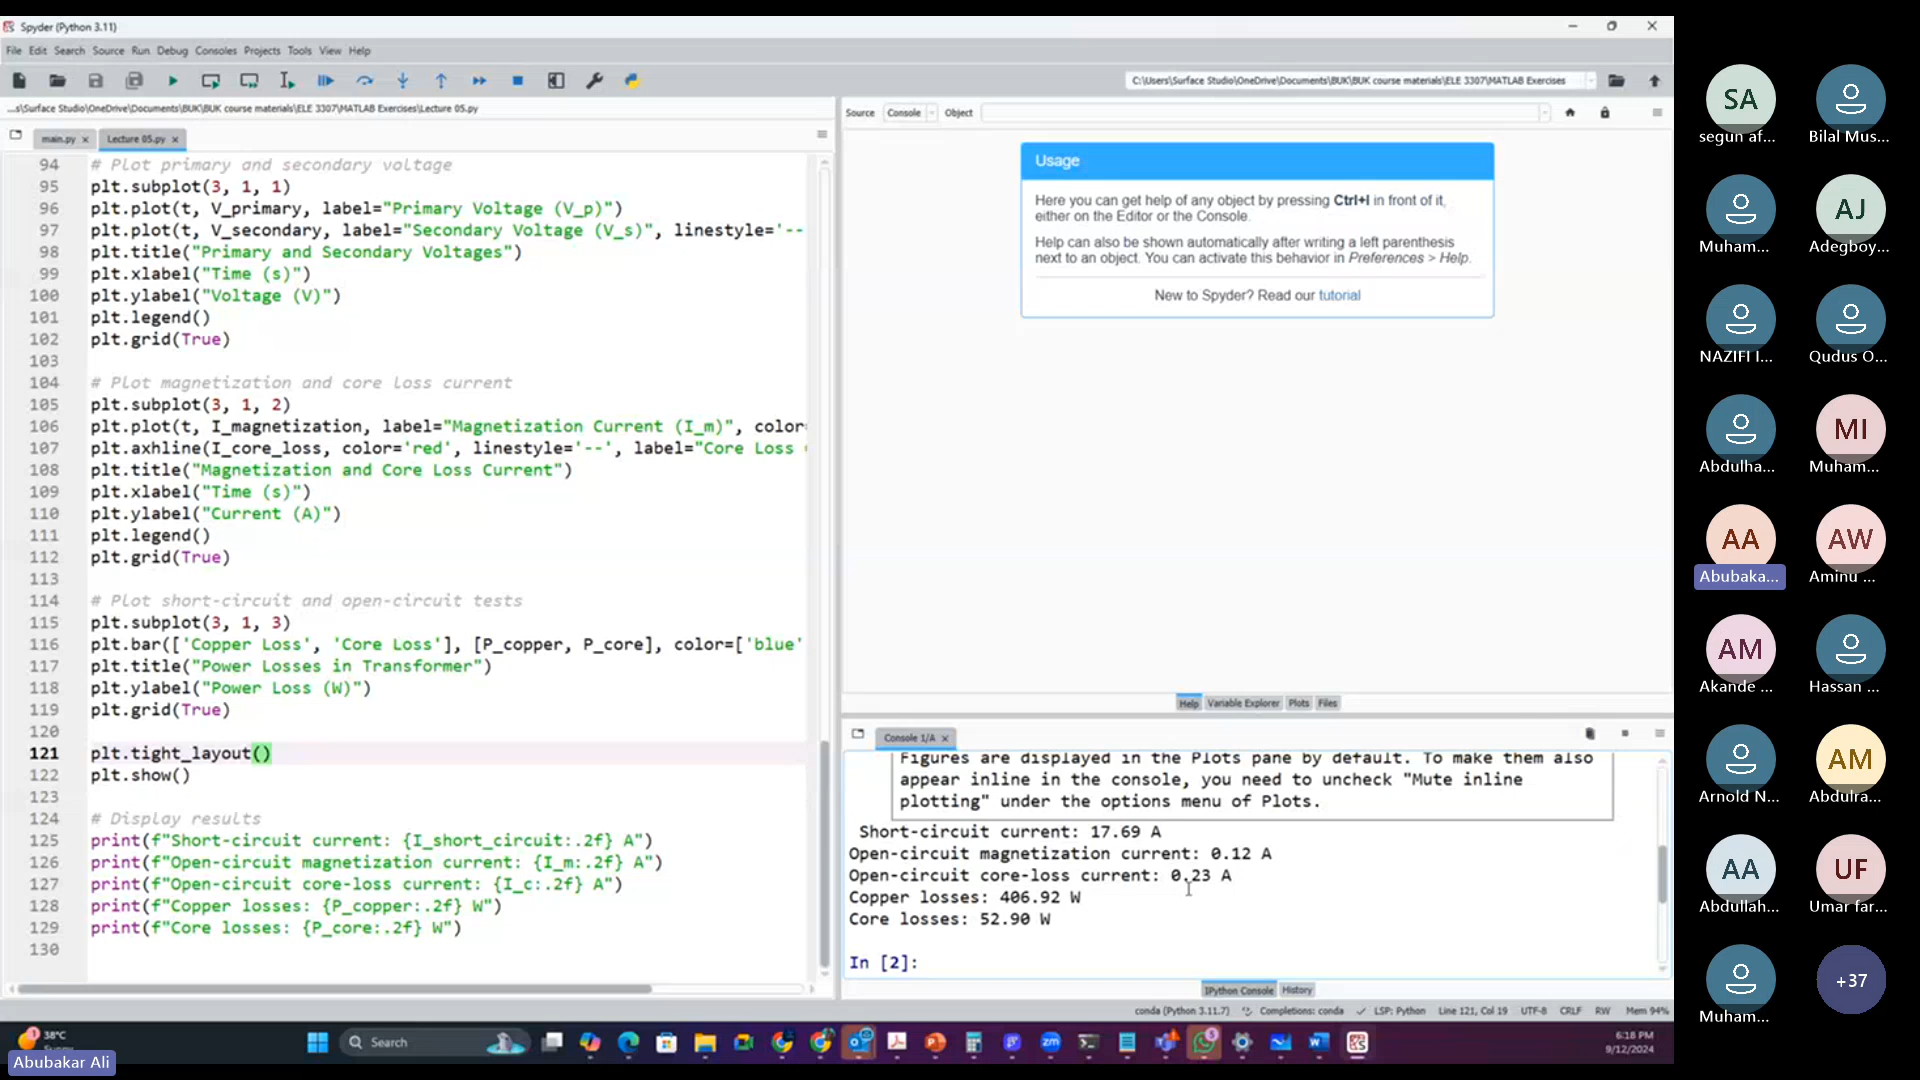 Spyder (Python 3.11)
File Edit Search Source Run Debug Consoles Projects Tools View Help
C:\Users\Surface Studio\OneDrive\Documents\BUK\BUK course materials\ELE 3307\MATLAB Exercises
...s\Surface Studio\OneDrive\Documents\BUK\BUK course materials\ELE 3307\MATLAB Exercises\Lecture 05.py
main.py
Lecture 05.py
94 # Plot primary and secondary voltage
95 plt.subplot(3, 1, 1)
96 plt.plot(t, V_primary, label="Primary Voltage (V_p)")
97 plt.plot(t, V_secondary, label="Secondary Voltage (V_s)", linestyle='--
98 plt.title("Primary and Secondary Voltages")
99 plt.xlabel("Time (s)")
100 plt.ylabel("Voltage (V)")
101 plt.legend()
102 plt.grid(True)
103
104 # Plot magnetization and core Loss current
105 plt.subplot(3, 1, 2)
106 plt.plot(t, I_magnetization, label="Magnetization Current (I_m)", color
107 plt.axhline(I_core_loss, color='red', linestyle='--', label="Core Loss
108 plt.title("Magnetization and Core Loss Current")
109 plt.xlabel("Time (s)")
110 plt.ylabel("Current (A)")
111 plt.legend()
112 plt.grid(True)
113
114 # Plot short-circuit and open-circuit tests
115 plt.subplot(3, 1, 3)
116 plt.bar(['Copper Loss', 'Core Loss'], [P_copper, P_core], color=['blue'
117 plt.title("Power Losses in Transformer")
118 plt.ylabel("Power Loss (W)")
119 plt.grid(True)
120
121 plt.tight_layout()
122 plt.show()
123
124 # Display results
125 print(f"Short-circuit current: {I_short_circuit:.2f} A")
126 print(f"Open-circuit magnetization current: {I_m:.2f} A")
127 print(f"Open-circuit core-loss current: {I_c:.2f} A")
128 print(f"Copper losses: {P_copper:.2f} W")
129 print(f"Core losses: {P_core:.2f} W")
130
Source Console Object
Usage
Here you can get help of any object by pressing Ctrl+I in front of it,
either on the Editor or the Console.
Help can also be shown automatically after writing a left parenthesis
next to an object. You can activate this behavior in Preferences > Help.
New to Spyder? Read our tutorial
Help Variable Explorer Plots Files
Console 1/A
Figures are displayed in the Plots pane by default. To make them also
appear inline in the console, you need to uncheck "Mute inline
plotting" under the options menu of Plots.
Short-circuit current: 17.69 A
Open-circuit magnetization current: 0.12 A
Open-circuit core-loss current: 0.23 A
Copper losses: 406.92 W
Core losses: 52.90 W
In [2]:
IPython Console History
conda (Python 3.11.7) Completions: conda LSP: Python Line 121, Col 19 UTF-8 CRLF RW Mem 94%
1
38°C
Sunny
Search
zm
5
6:18 PM
9/12/2024
Abubakar Ali
SA
segun af...
Bilal Mus...
Muham...
AJ
Adegboy...
NAZIFI I...
Qudus O...
Abdulha...
MI
Muham...
AA
Abubaka...
AW
Aminu ...
AM
Akande ...
Hassan ...
Arnold N...
AM
Abdulra...
AA
Abdullah...
UF
Umar far...
Muham...
+37